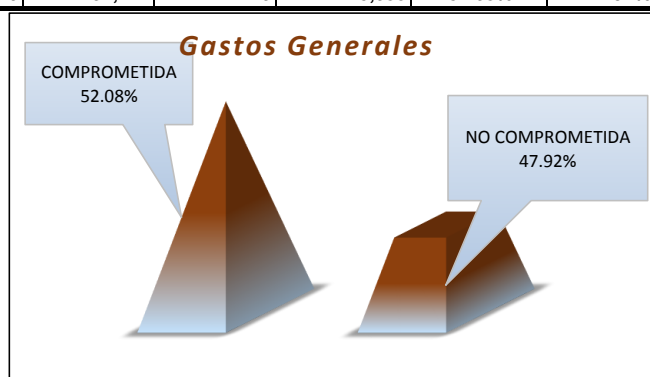 Gastos Generales
COMPROMETIDA
52.08%
NO COMPROMETIDA
47.92%